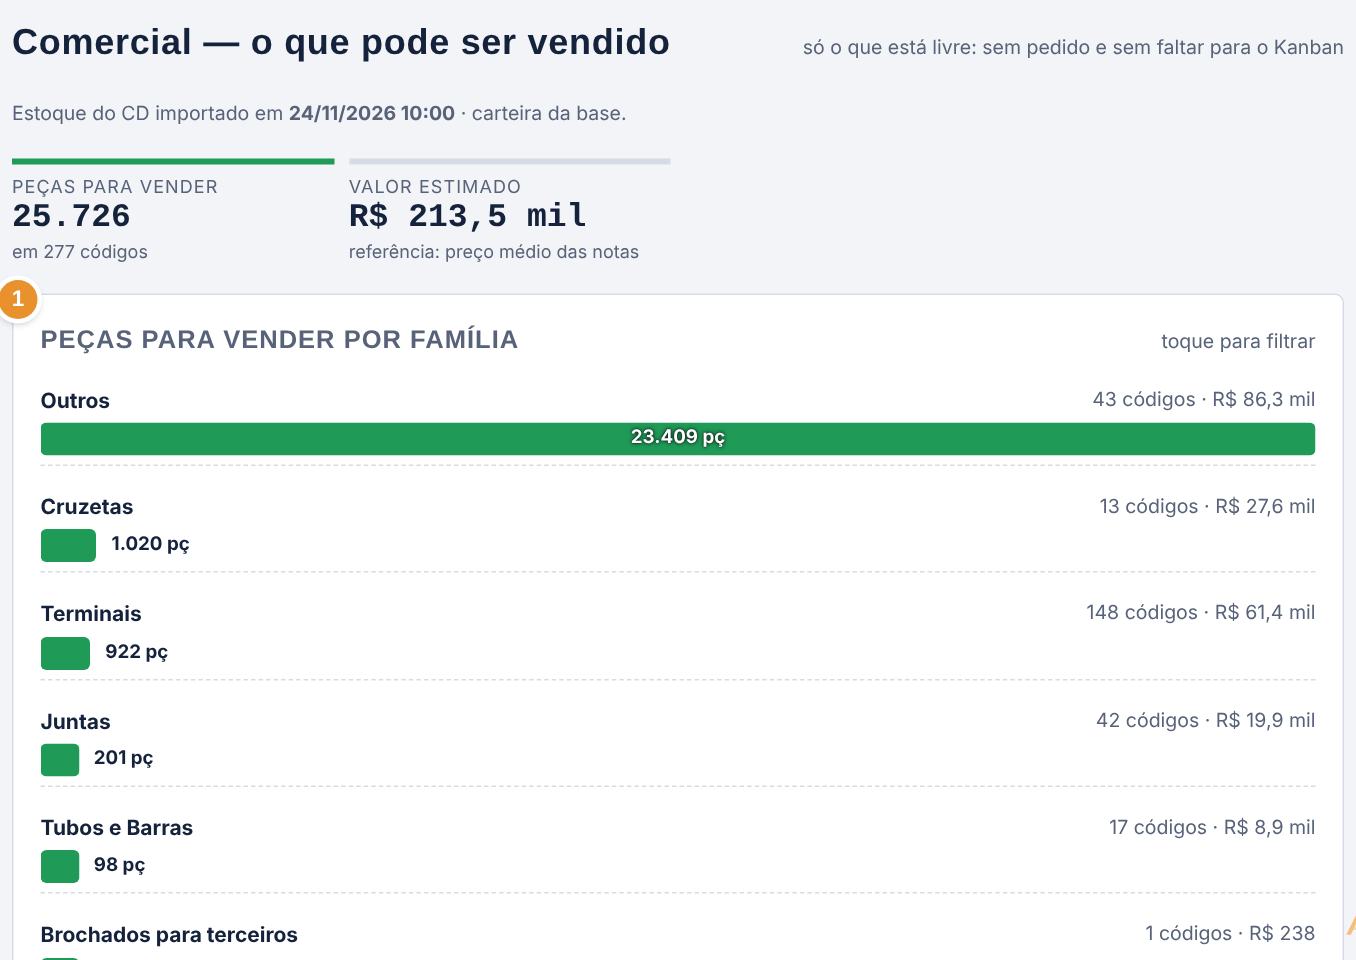 Comercial — o que pode ser vendido
só o que está livre: sem pedido e sem faltar para o Kanban
Estoque do CD importado em 24/11/2026 10:00 · carteira da base.
PEÇAS PARA VENDER
25.726
em 277 códigos
VALOR ESTIMADO
R$ 213,5 mil
referência: preço médio das notas
1
PEÇAS PARA VENDER POR FAMÍLIA
toque para filtrar
Outros
43 códigos · R$ 86,3 mil
23.409 pç
Cruzetas
13 códigos · R$ 27,6 mil
1.020 pç
Terminais
148 códigos · R$ 61,4 mil
922 pç
Juntas
42 códigos · R$ 19,9 mil
201 pç
Tubos e Barras
17 códigos · R$ 8,9 mil
98 pç
Brochados para terceiros
1 códigos · R$ 238